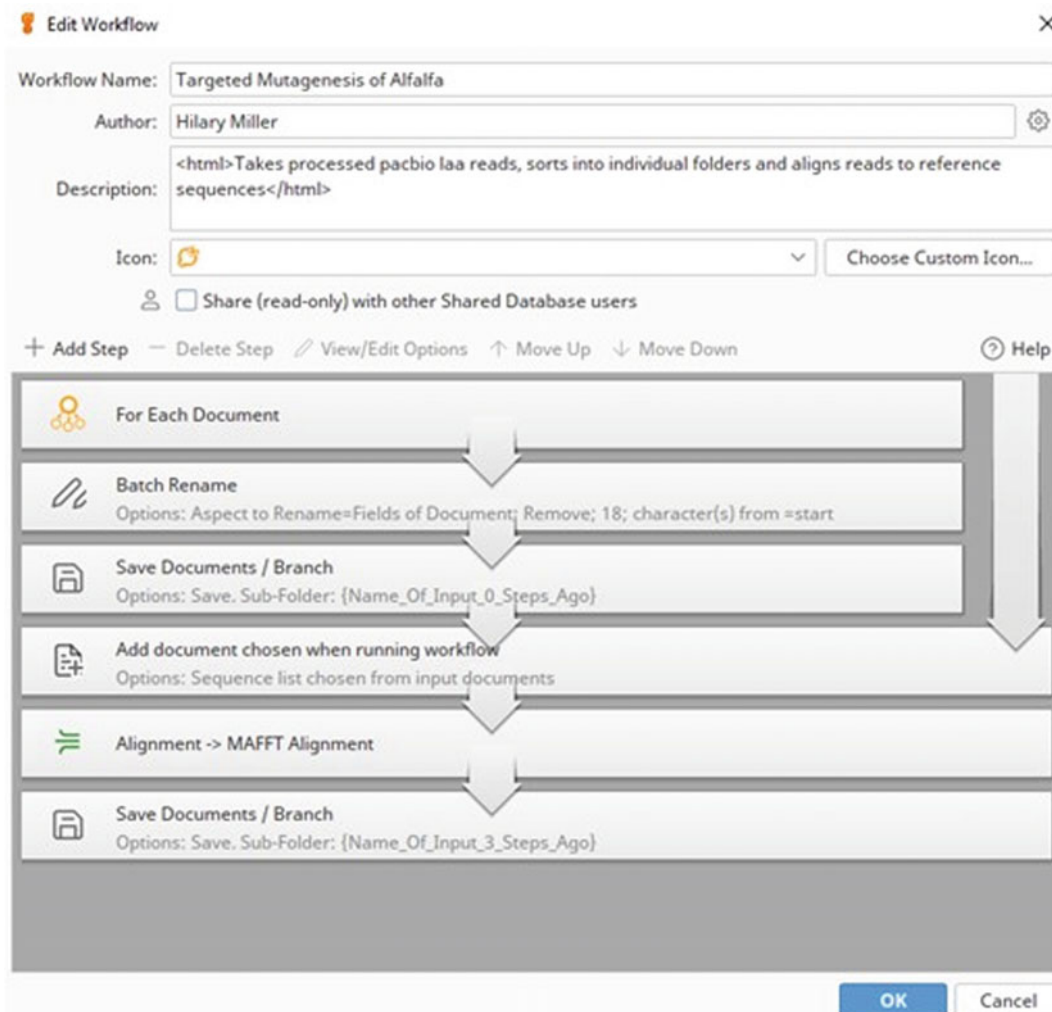 Edit Workflow
Workflow Name: Targeted Mutagenesis of Alfalfa
Author: Hilary Miller
Description: <html>Takes processed pacbio laa reads, sorts into individual folders and aligns reads to reference
sequences</html>
Icon: Choose Custom Icon...
Share (read-only) with other Shared Database users
Add Step Delete Step View/Edit Options Move Up Move Down Help
For Each Document
Batch Rename
Options: Aspect to Rename=Fields of Document; Remove; 18; character(s) from =start
Save Documents / Branch
Options: Save. Sub-Folder: {Name_Of_Input_0_Steps_Ago}
Add document chosen when running workflow
Options: Sequence list chosen from input documents
Alignment -> MAFFT Alignment
Save Documents / Branch
Options: Save. Sub-Folder: {Name_Of_Input_3_Steps_Ago}
OK Cancel